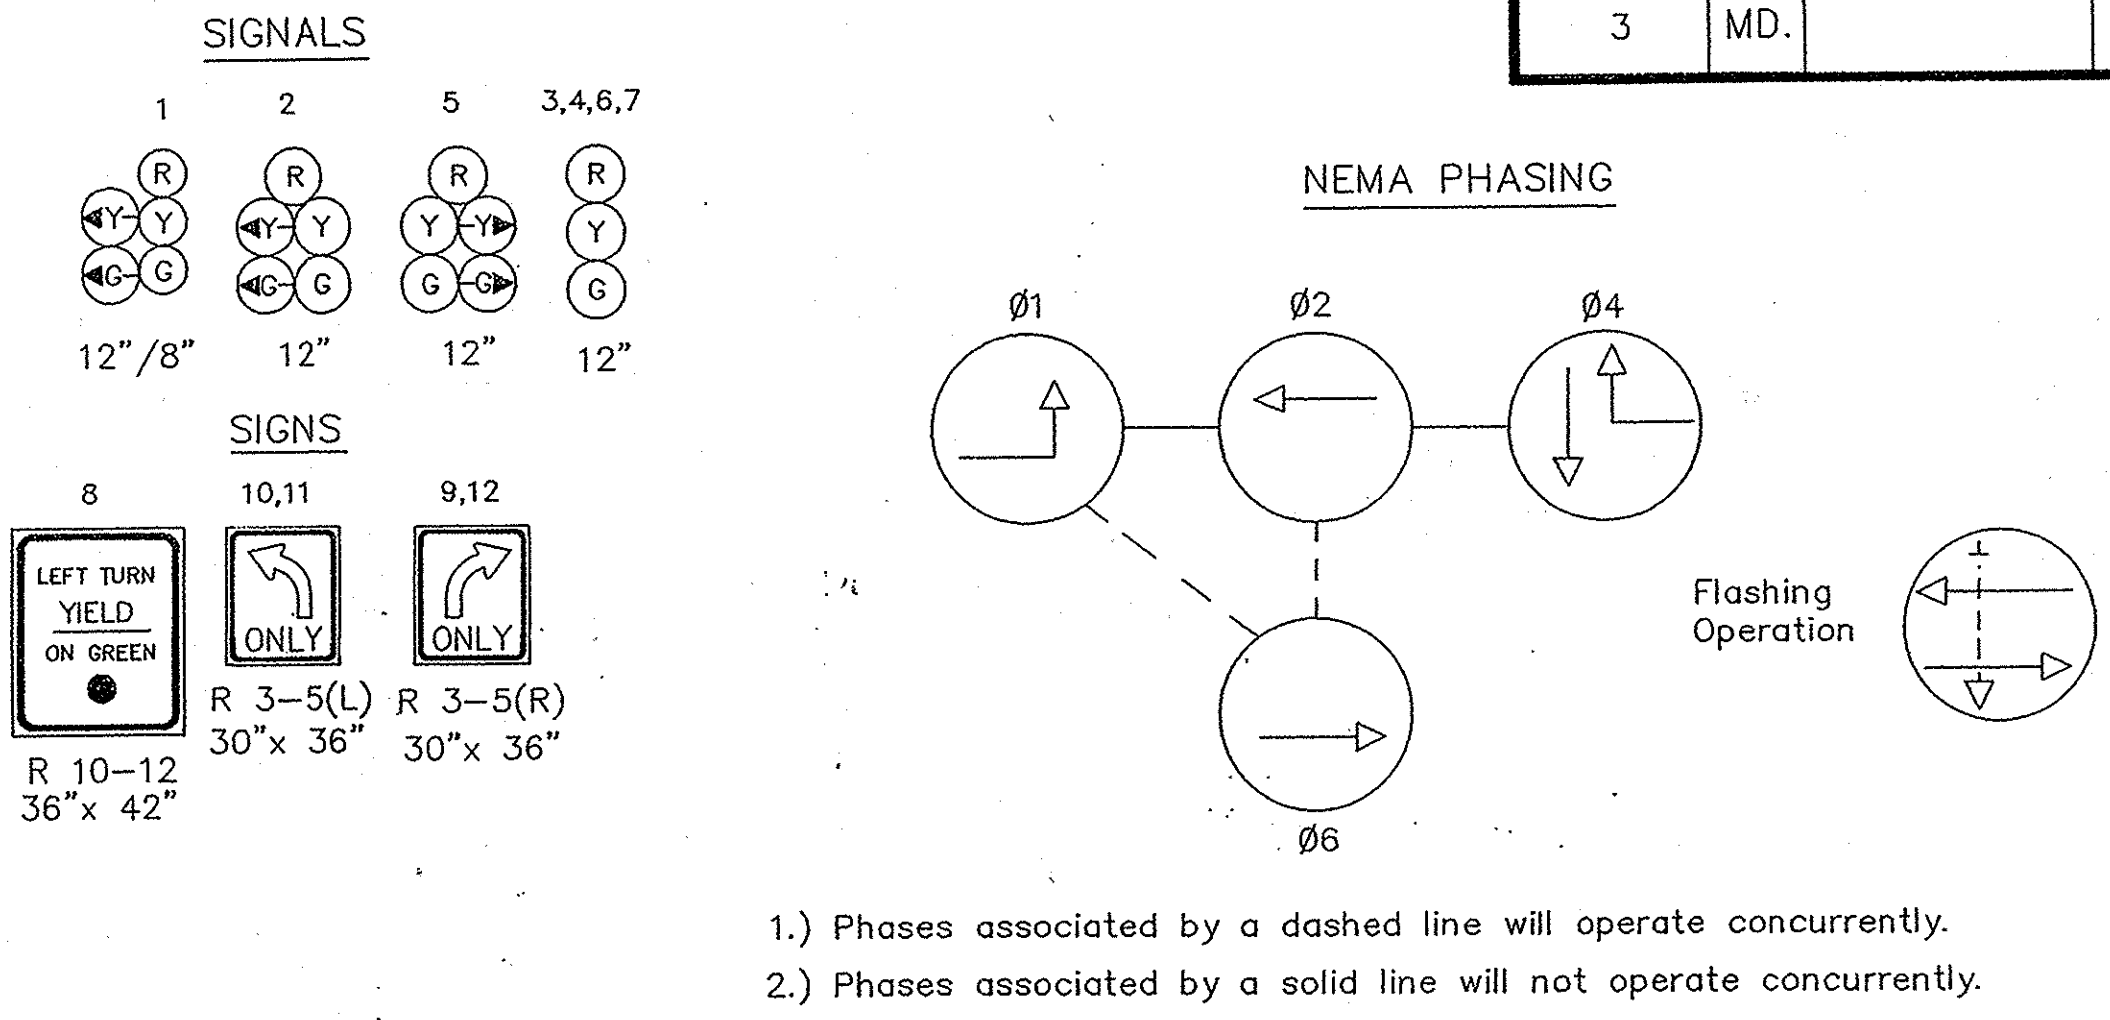 SIGNALS
1
2
5
3,4,6,7
R
Y Y
G G
R
Y Y
G G
R
Y Y
G G
R
Y
G
12"/8"
12"
12"
12"
SIGNS
8
10,11
9,12
LEFT TURN
YIELD
ON GREEN
ONLY
ONLY
R 10-12
36"x 42"
R 3-5(L)
30"x 36"
R 3-5(R)
30"x 36"
3
MD.
NEMA PHASING
Ø1
Ø2
Ø4
Ø6
Flashing
Operation
1.) Phases associated by a dashed line will operate concurrently.
2.) Phases associated by a solid line will not operate concurrently.